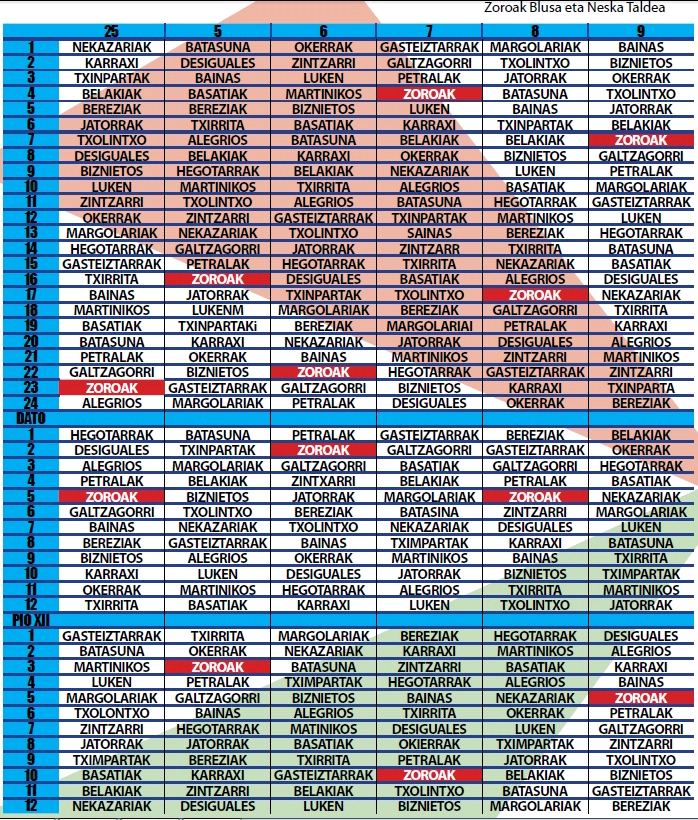 Zoroak Blusa eta Neska Taldea
25 5 6 7 8 9
1 NEKAZARIAK BATASUNA OKERRAK GASTEIZTARRAK MARGOLARIAK BAINAS
2 KARRAXI DESIGUALES ZINTZARRI GALTZAGORRI TXOLINTXO BIZNIETOS
3 TXINPARTAK BAINAS LUKEN PETRALAK JATORRAK OKERRAK
4 BELAKIAK BASATIAK MARTINIKOS ZOROAK BATASUNA TXOLINTXO
5 BEREZIAK BEREZIAK BIZNIETOS LUKEN BAINAS JATORRAK
6 JATORRAK TXIRRITA BASATIAK KARRAXI TXINPARTAK BELAKIAK
7 TXOLINTXO ALEGRIOS BATASUNA BELAKIAK BELAKIAK ZOROAK
8 DESIGUALES BELAKIAK KARRAXI OKERRAK BIZNIETOS GALTZAGORRI
9 BIZNIETOS HEGOTARRAK BELAKIAK NEKAZARIAK LUKEN PETRALAK
10 LUKEN MARTINIKOS TXIRRITA ALEGRIOS BASATIAK MARGOLARIAK
11 ZINTZARRI TXOLINTXO ALEGRIOS BATASUNA HEGOTARRAK GASTEIZTARRAK
12 OKERRAK ZINTZARRI GASTEIZTARRAK TXINPARTAK MARTINIKOS LUKEN
13 MARGOLARIAK NEKAZARIAK TXOLINTXO SAINAS BEREZIAK HEGOTARRAK
14 HEGOTARRAK GALTZAGORRI JATORRAK ZINTZARR TXIRRITA BATASUNA
15 GASTEIZTARRAK PETRALAK HEGOTARRAK TXIRRITA NEKAZARIAK BASATIAK
16 TXIRRITA ZOROAK DESIGUALES BASATIAK ALEGRIOS DESIGUALES
17 BAINAS JATORRAK TXINPARTAK TXOLINTXO ZOROAK NEKAZARIAK
18 MARTINIKOS LUKENM MARGOLARIAK BEREZIAK GALTZAGORRI TXIRRITA
19 BASATIAK TXINPARTAKi BEREZIAK MARGOLARIAI PETRALAK KARRAXI
20 BATASUNA KARRAXI NEKAZARIAK JATORRAK DESIGUALES ALEGRIOS
21 PETRALAK OKERRAK BAINAS MARTINIKOS ZINTZARRI MARTINIKOS
22 GALTZAGORRI BIZNIETOS ZOROAK HEGOTARRAK GASTEIZTARRAK ZINTZARRI
23 ZOROAK GASTEIZTARRAK GALTZAGORRI BIZNIETOS KARRAXI TXINPARTA
24 ALEGRIOS MARGOLARIAK PETRALAK DESIGUALES OKERRAK BEREZIAK
DATO
1 HEGOTARRAK BATASUNA PETRALAK GASTEIZTARRAK BEREZIAK BELAKIAK
2 DESIGUALES TXINPARTAK ZOROAK GALTZAGORRI GASTEIZTARRAK OKERRAK
3 ALEGRIOS MARGOLARIAK GALTZAGORRI BASATIAK GALTZAGORRI HEGOTARRAK
4 PETRALAK BELAKIAK ZINTXARRI BELAKIAK PETRALAK BASATIAK
5 ZOROAK BIZNIETOS JATORRAK MARGOLARIAK ZOROAK NEKAZARIAK
6 GALTZAGORRI TXOLINTXO BEREZIAK BATASINA ZINTZARRI MARGOLARIAK
7 BAINAS NEKAZARIAK TXOLINTXO NEKAZARIAK DESIGUALES LUKEN
8 BEREZIAK GASTEIZTARRAK BAINAS TXIMPARTAK KARRAXI BATASUNA
9 BIZNIETOS ALEGRIOS OKERRAK MARTINIKOS BAINAS TXIRRITA
10 KARRAXI LUKEN DESIGUALES JATORRAK BIZNIETOS TXIMPARTAK
11 OKERRAK MARTINIKOS HEGOTARRAK ALEGRIOS TXIRRITA MARTINIKOS
12 TXIRRITA BASATIAK KARRAXI LUKEN TXOLINTXO JATORRAK
PIO XII
1 GASTEIZTARRAK TXIRRITA MARGOLARIAK BEREZIAK HEGOTARRAK DESIGUALES
2 BATASUNA OKERRAK NEKAZARIAK KARRAXI MARTINIKOS ALEGRIOS
3 MARTINIKOS ZOROAK BATASUNA ZINTZARRI BASATIAK KARRAXI
4 LUKEN PETRALAK TXIMPARTAK HEGOTARRAK ALEGRIOS BAINAS
5 MARGOLARIAK GALTZAGORRI BIZNIETOS BAINAS NEKAZARIAK ZOROAK
6 TXOLONTXO BAINAS ALEGRIOS TXIRRITA OKERRAK PETRALAK
7 ZINTZARRI HEGOTARRAK MATINIKOS DESIGUALES LUKEN GALTZAGORRI
8 JATORRAK JATORRAK BASATIAK OKIERRAK TXIMPARTAK ZINTZARRI
9 TXIMPARTAK BEREZIAK TXIRRITA PETRALAK JATORRAK TXOLINTXO
10 BASATIAK KARRAXI GASTEIZTARRAK ZOROAK BELAKIAK BIZNIETOS
11 BELAKIAK ZINTZARRI BELAKIAK TXOLINTXO BATASUNA GASTEIZTARRAK
12 NEKAZARIAK DESIGUALES LUKEN BIZNIETOS MARGOLARIAK BEREZIAK